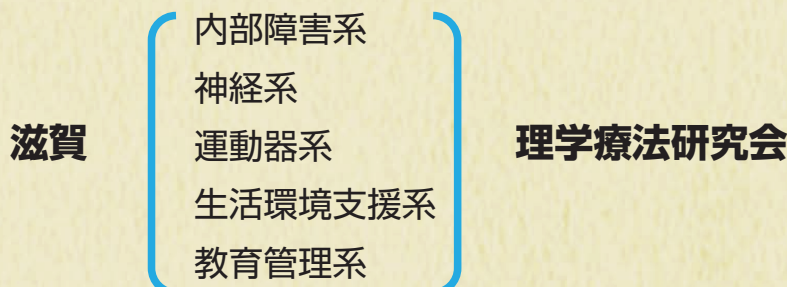 滋賀
内部障害系
神経系
運動器系
生活環境支援系
教育管理系
理学療法研究会